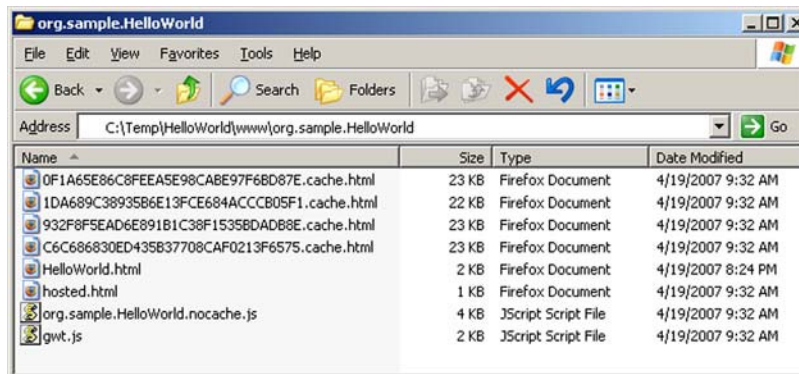 org.sample.HelloWorld
File Edit View Favorites Tools Help
Back Search Folders
Address C:\Temp\HelloWorld\www\org.sample.HelloWorld Go
Name Size Type Date Modified
0F1A65E86C8FEEA5E98CABE97F6BD87E.cache.html 23 KB Firefox Document 4/19/2007 9:32 AM
1DA689C38935B6E13FCE684ACCCB05F1.cache.html 22 KB Firefox Document 4/19/2007 9:32 AM
932F8F5EAD6E891B1C38F1535BDADB8E.cache.html 23 KB Firefox Document 4/19/2007 9:32 AM
C6C686830ED435B37708CAF0213F6575.cache.html 23 KB Firefox Document 4/19/2007 9:32 AM
HelloWorld.html 2 KB Firefox Document 4/19/2007 8:24 PM
hosted.html 1 KB Firefox Document 4/19/2007 9:32 AM
org.sample.HelloWorld.nocache.js 4 KB JScript Script File 4/19/2007 9:32 AM
gwt.js 2 KB JScript Script File 4/19/2007 9:32 AM